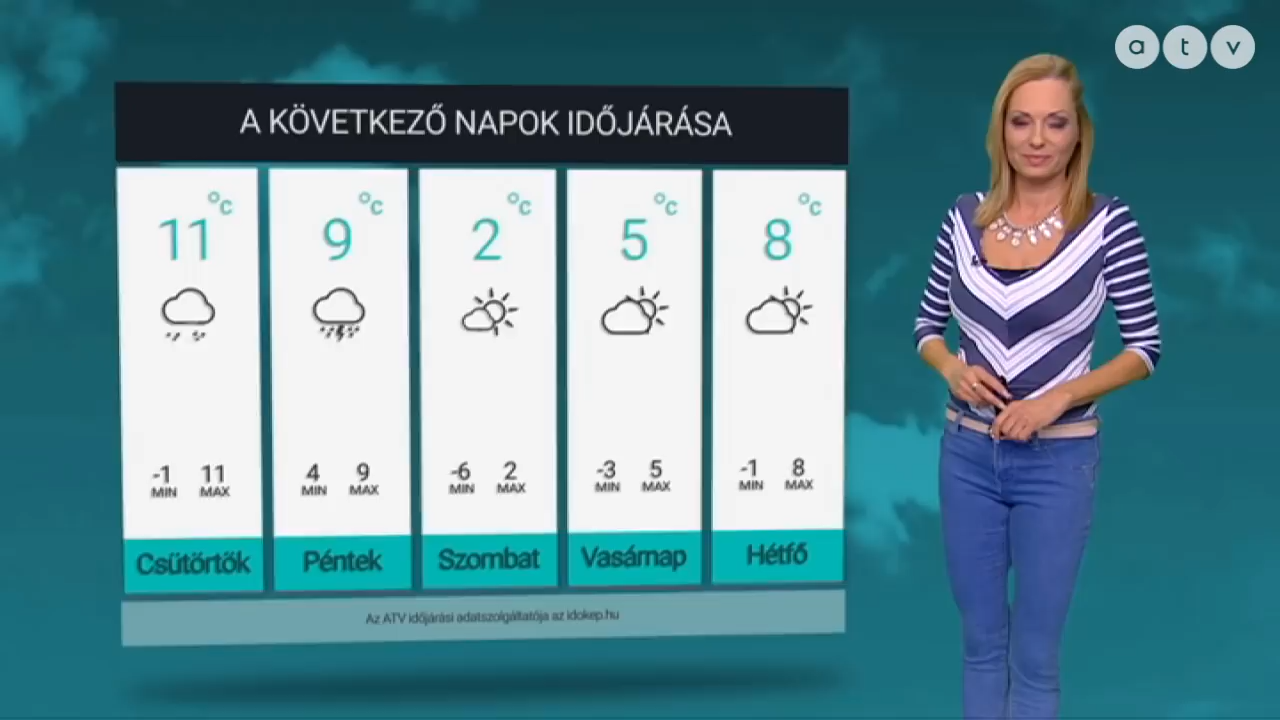 a t v
A KÖVETKEZŐ NAPOK IDŐJÁRÁSA
11 °C
9 °C
2 °C
5 °C
8 °C
-1 11
MIN MAX
4 9
MIN MAX
-6 2
MIN MAX
-3 5
MIN MAX
-1 8
MIN MAX
Csütörtök
Péntek
Szombat
Vasárnap
Hétfő
Az ATV időjárási adatszolgáltatója az idokep.hu